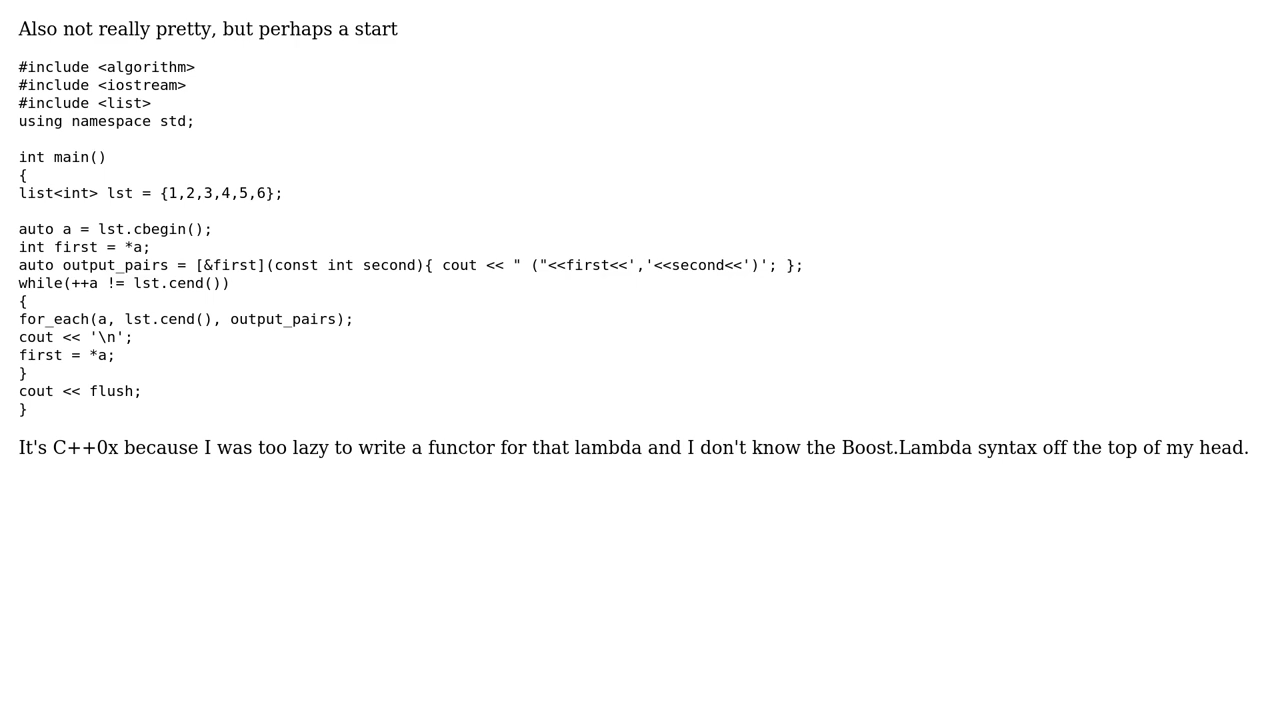 Also not really pretty, but perhaps a start
#include <algorithm>
#include <iostream>
#include <list>
using namespace std;

int main()
{
list<int> lst = {1,2,3,4,5,6};

auto a = lst.cbegin();
int first = *a;
auto output_pairs = [&first](const int second){ cout << " ("<<first<<','<<second<<')'; };
while(++a != lst.cend())
{
for_each(a, lst.cend(), output_pairs);
cout << '\n';
first = *a;
}
cout << flush;
}
It's C++0x because I was too lazy to write a functor for that lambda and I don't know the Boost.Lambda syntax off the top of my head.